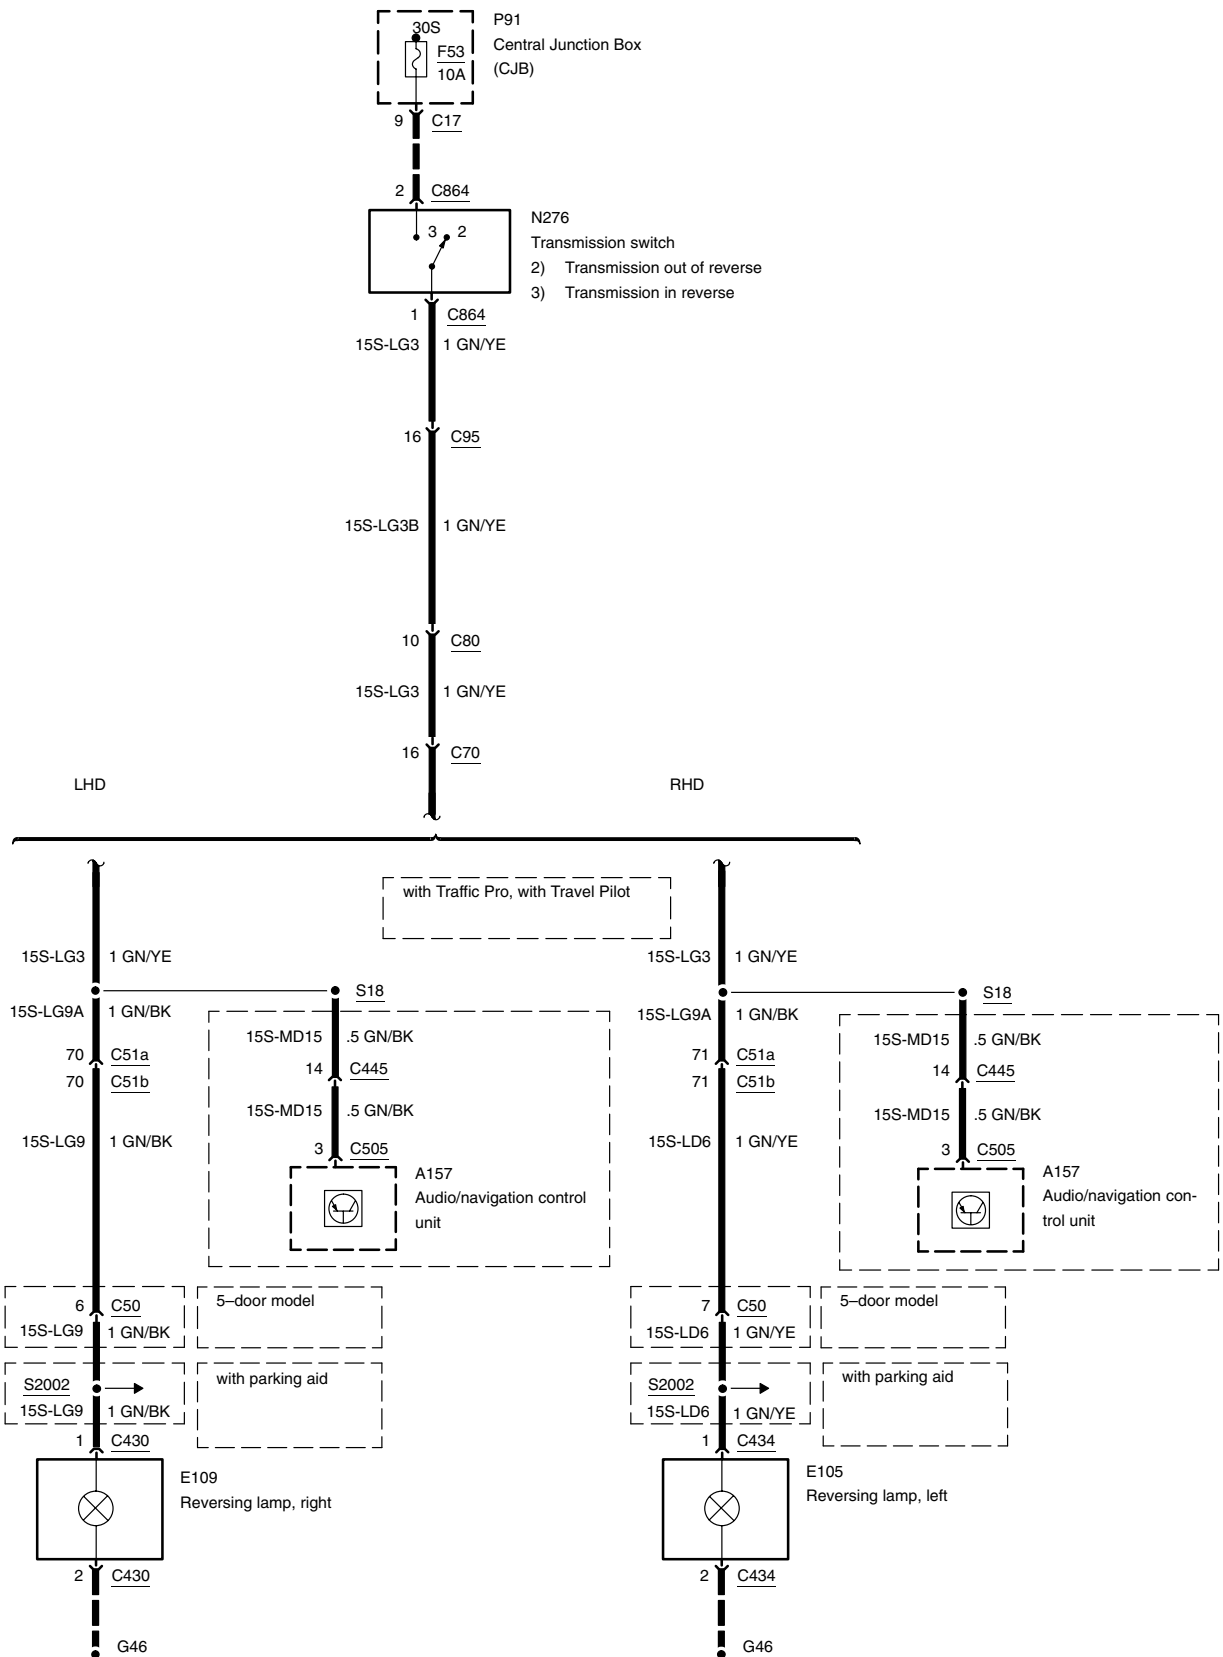 30S
F53
10A
P91
Central Junction Box
(CJB)
9 C17
2 C864
3 2
N276
Transmission switch
2) Transmission out of reverse
3) Transmission in reverse
1 C864
15S-LG3 1 GN/YE
16 C95
15S-LG3B 1 GN/YE
10 C80
15S-LG3 1 GN/YE
16 C70
LHD
RHD
with Traffic Pro, with Travel Pilot
15S-LG3 1 GN/YE
S18
15S-LG9A 1 GN/BK
15S-MD15 .5 GN/BK
70 C51a
70 C51b
14 C445
15S-MD15 .5 GN/BK
15S-LG9 1 GN/BK
3 C505
A157
Audio/navigation control
unit
6 C50
15S-LG9 1 GN/BK
5–door model
S2002
15S-LG9 1 GN/BK
with parking aid
1 C430
E109
Reversing lamp, right
2 C430
G46
15S-LG3 1 GN/YE
S18
15S-LG9A 1 GN/BK
15S-MD15 .5 GN/BK
71 C51a
71 C51b
14 C445
15S-MD15 .5 GN/BK
15S-LD6 1 GN/YE
3 C505
A157
Audio/navigation con-
trol unit
7 C50
15S-LD6 1 GN/YE
5–door model
S2002
15S-LD6 1 GN/YE
with parking aid
1 C434
E105
Reversing lamp, left
2 C434
G46